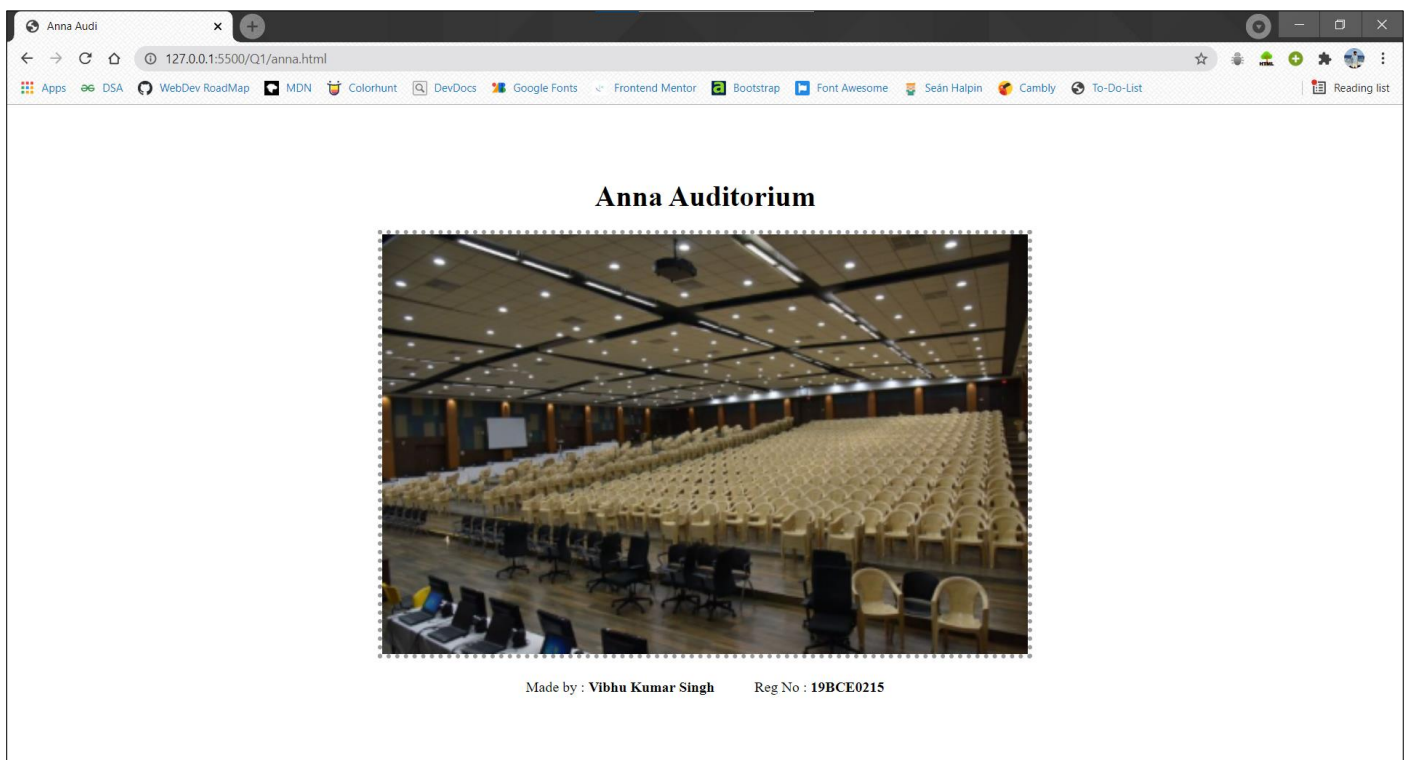 Anna Audi
127.0.0.1:5500/Q1/anna.html
Apps DSA WebDev RoadMap MDN Colorhunt DevDocs Google Fonts Frontend Mentor Bootstrap Font Awesome Seán Halpin Cambly To-Do-List Reading list
Anna Auditorium
Made by : Vibhu Kumar Singh Reg No : 19BCE0215